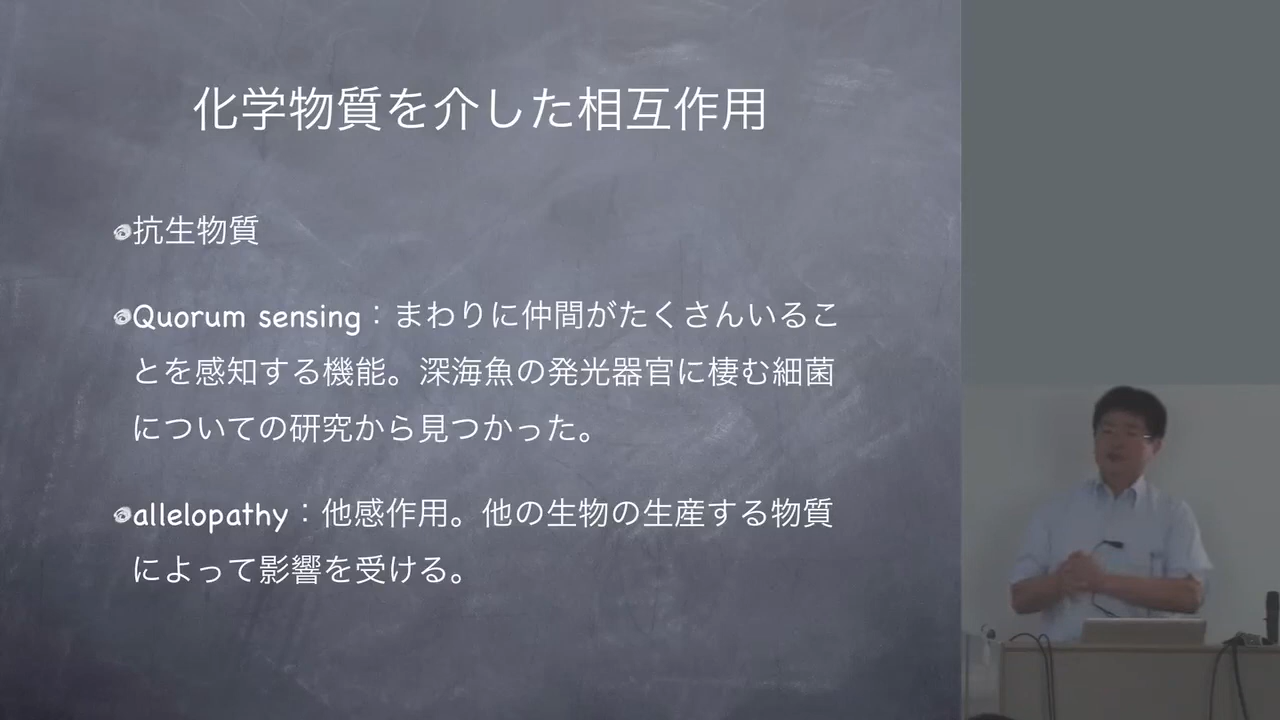 化学物質を介した相互作用
抗生物質
Quorum sensing：まわりに仲間がたくさんいるこ
とを感知する機能。深海魚の発光器官に棲む細菌
についての研究から見つかった。
allelopathy：他感作用。他の生物の生産する物質
によって影響を受ける。